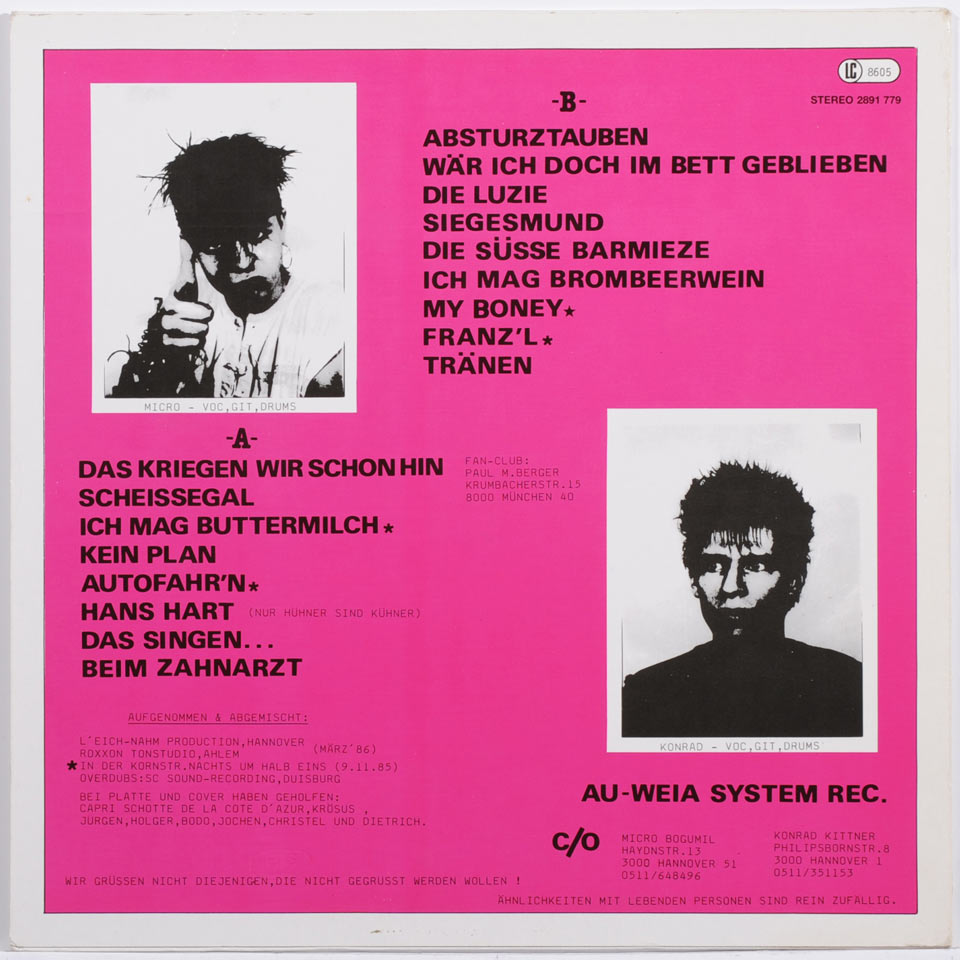 LC 8605
STEREO 2891 779
-B-
ABSTURZTAUBEN
WÄR ICH DOCH IM BETT GEBLIEBEN
DIE LUZIE
SIEGESMUND
DIE SÜSSE BARMIEZE
ICH MAG BROMBEERWEIN
MY BONEY*
FRANZ'L*
TRÄNEN
MICRO - VOC,GIT,DRUMS
-A-
DAS KRIEGEN WIR SCHON HIN
SCHEISSEGAL
ICH MAG BUTTERMILCH*
KEIN PLAN
AUTOFAHR'N*
HANS HART (NUR HÜHNER SIND KÜHNER)
DAS SINGEN...
BEIM ZAHNARZT
FAN-CLUB:
PAUL M.BERGER
KRUMBACHERSTR.15
8000 MÜNCHEN 40
KONRAD - VOC,GIT,DRUMS
AUFGENOMMEN & ABGEMISCHT:
L´EICH-NAHM PRODUCTION,HANNOVER (MÄRZ'86)
ROXXON TONSTUDIO,AHLEM
*IN DER KORNSTR.NACHTS UM HALB EINS (9.11.85)
OVERDUBS:SC SOUND-RECORDING,DUISBURG
BEI PLATTE UND COVER HABEN GEHOLFEN:
CAPRI SCHOTTE DE LA COTE D´AZUR,KRÖSUS ,
JÜRGEN,HOLGER,BODO,JOCHEN,CHRISTEL UND DIETRICH.
AU-WEIA SYSTEM REC.
C/O
MICRO BOGUMIL
HAYDNSTR.13
3000 HANNOVER 51
0511/648496
KONRAD KITTNER
PHILIPSBORNSTR.8
3000 HANNOVER 1
0511/351153
WIR GRÜSSEN NICHT DIEJENIGEN,DIE NICHT GEGRÜSST WERDEN WOLLEN !
ÄHNLICHKEITEN MIT LEBENDEN PERSONEN SIND REIN ZUFÄLLIG.